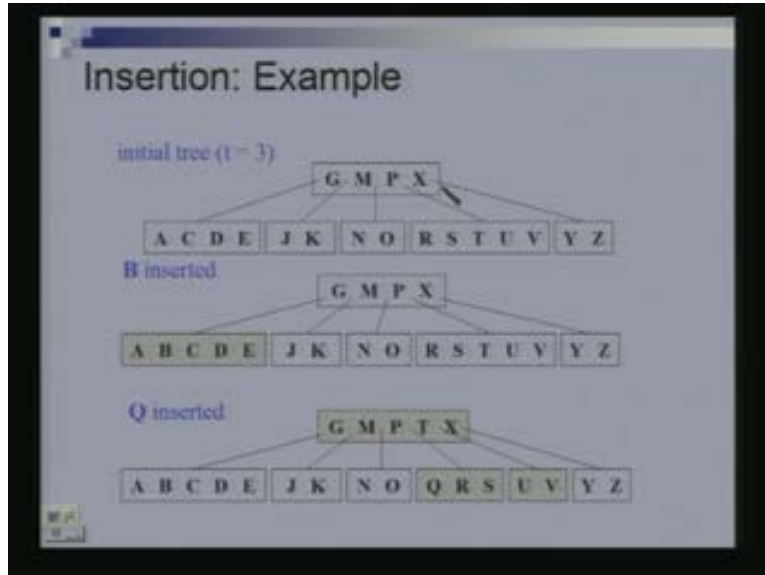 Insertion: Example
initial tree (t = 3)
G M P X
A C D E J K N O R S T U V Y Z
B inserted
G M P X
A B C D E J K N O R S T U V Y Z
Q inserted
G M P T X
A B C D E J K N O Q R S U V Y Z